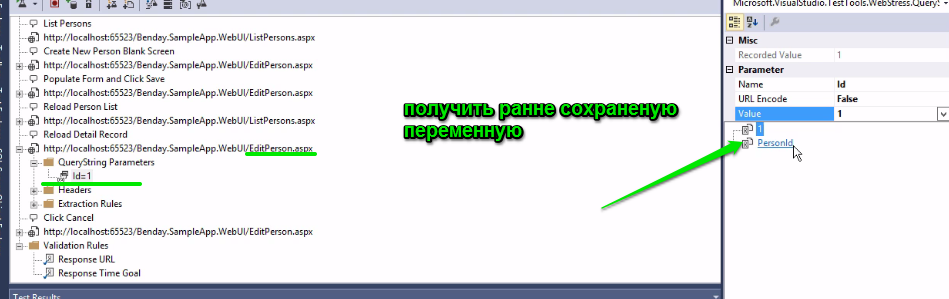 Microsoft.VisualStudio.TestTools.WebStress.Query!
List Persons
http://localhost:65523/Benday.SampleApp.WebUI/ListPersons.aspx
Create New Person Blank Screen
http://localhost:65523/Benday.SampleApp.WebUI/EditPerson.aspx
Populate Form and Click Save
http://localhost:65523/Benday.SampleApp.WebUI/EditPerson.aspx
Reload Person List
http://localhost:65523/Benday.SampleApp.WebUI/ListPersons.aspx
Reload Detail Record
http://localhost:65523/Benday.SampleApp.WebUI/EditPerson.aspx
QueryString Parameters
Id=1
Headers
Extraction Rules
Click Cancel
http://localhost:65523/Benday.SampleApp.WebUI/EditPerson.aspx
Validation Rules
Response URL
Response Time Goal
Test Results
получить ранне сохраненую
переменную
Misc
Recorded Value 1
Parameter
Name Id
URL Encode False
Value 1
1
PersonId